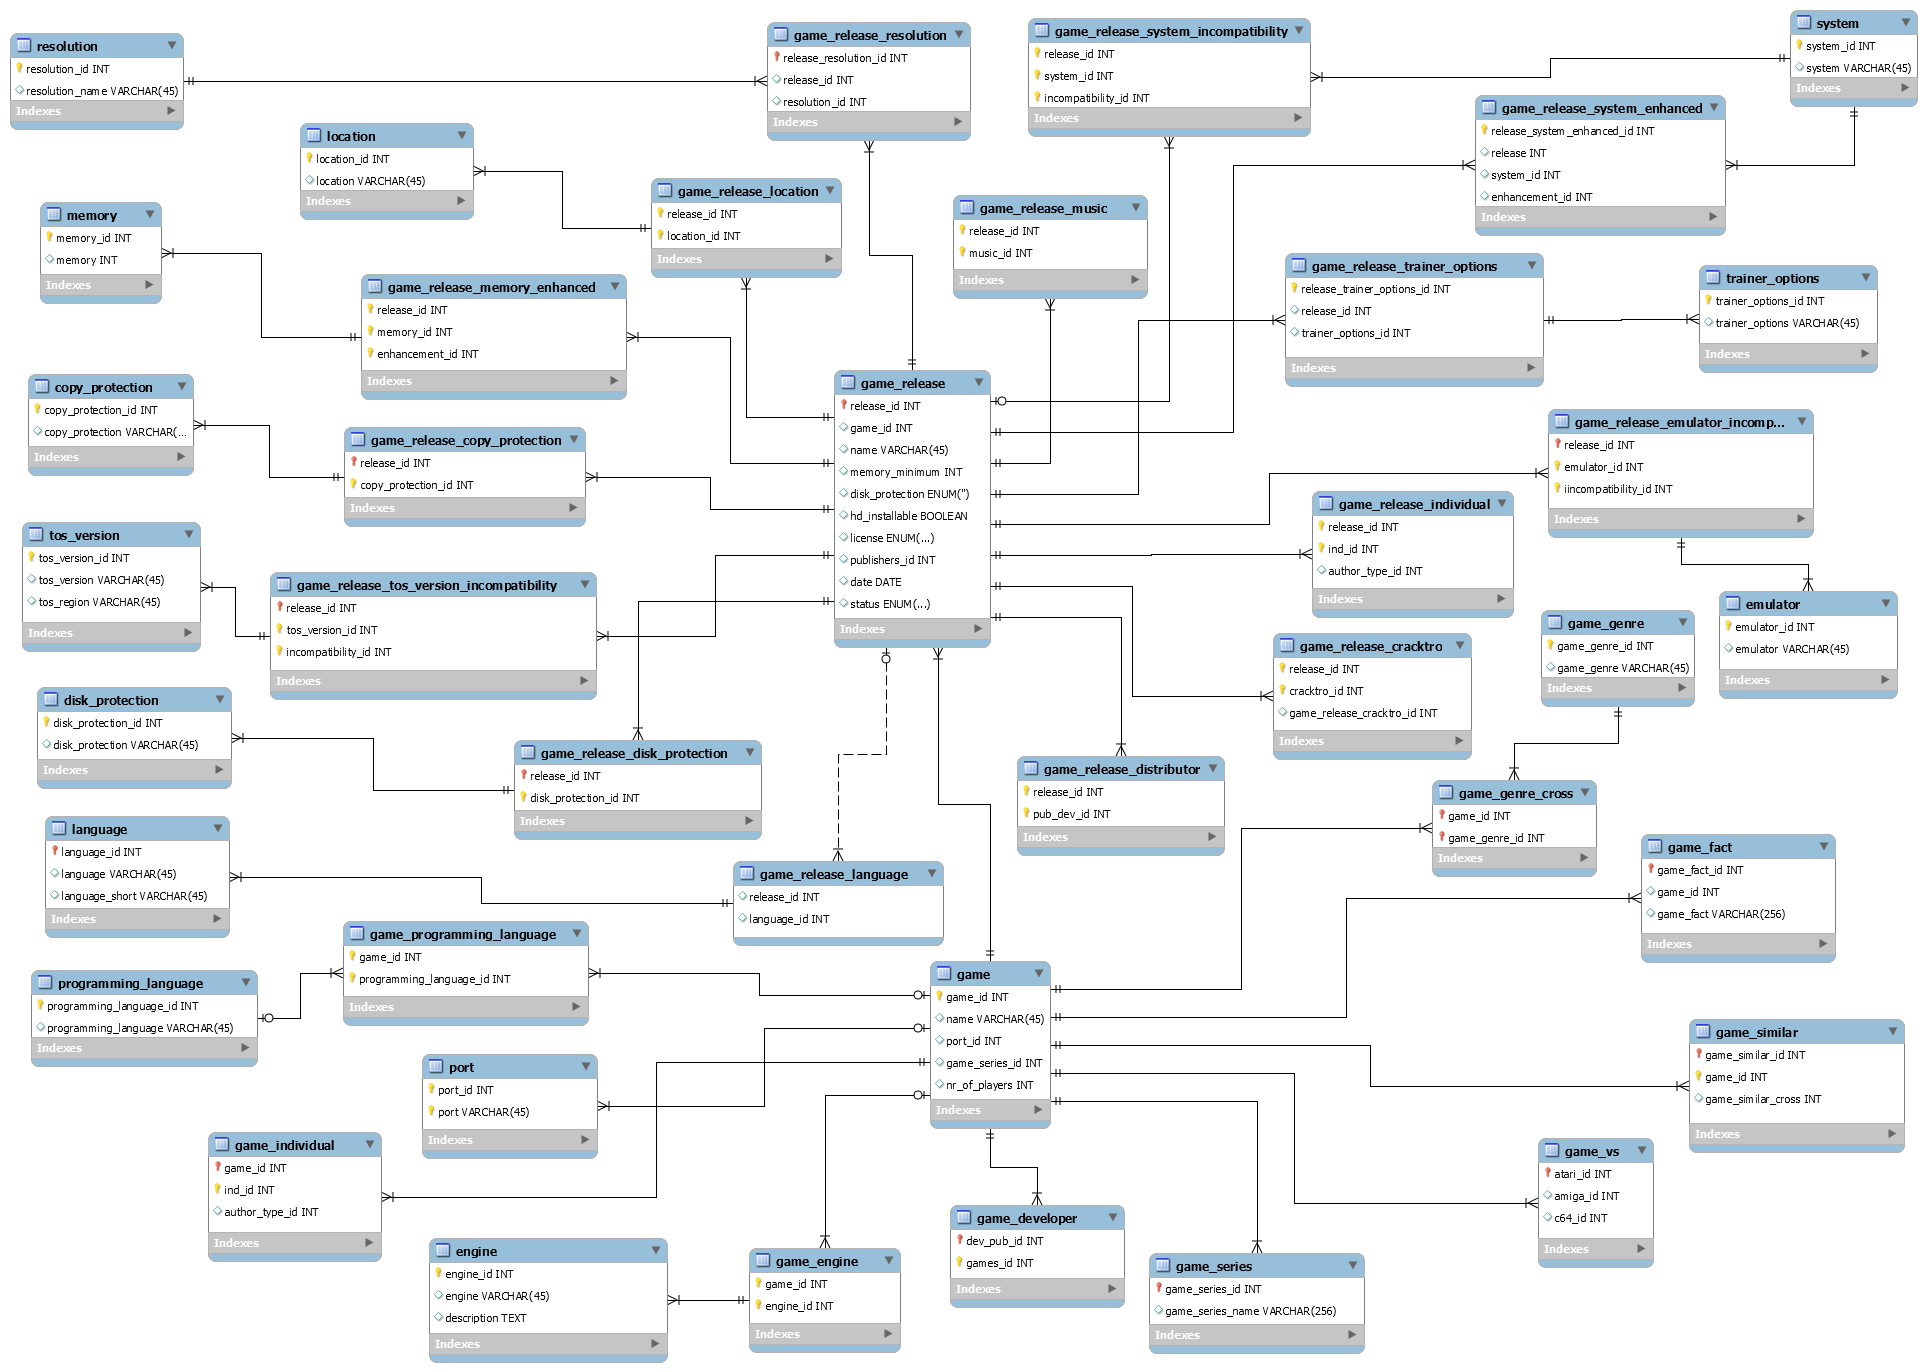 resolution
resolution_id INT
resolution_name VARCHAR(45)
Indexes
game_release_resolution
release_resolution_id INT
release_id INT
resolution_id INT
Indexes
game_release_system_incompatibility
release_id INT
system_id INT
incompatibility_id INT
Indexes
system
system_id INT
system VARCHAR(45)
Indexes
game_release_system_enhanced
release_system_enhanced_id INT
release INT
system_id INT
enhancement_id INT
Indexes
location
location_id INT
location VARCHAR(45)
Indexes
game_release_location
release_id INT
location_id INT
Indexes
game_release_music
release_id INT
music_id INT
Indexes
memory
memory_id INT
memory INT
Indexes
game_release_memory_enhanced
release_id INT
memory_id INT
enhancement_id INT
Indexes
game_release_trainer_options
release_trainer_options_id INT
release_id INT
trainer_options_id INT
Indexes
trainer_options
trainer_options_id INT
trainer_options VARCHAR(45)
Indexes
copy_protection
copy_protection_id INT
copy_protection VARCHAR(...
Indexes
game_release_copy_protection
release_id INT
copy_protection_id INT
Indexes
game_release
release_id INT
game_id INT
name VARCHAR(45)
memory_minimum INT
disk_protection ENUM('')
hd_installable BOOLEAN
license ENUM(...)
publishers_id INT
date DATE
status ENUM(...)
Indexes
game_release_emulator_incomp...
release_id INT
emulator_id INT
iincompatibility_id INT
Indexes
game_release_individual
release_id INT
ind_id INT
author_type_id INT
Indexes
tos_version
tos_version_id INT
tos_version VARCHAR(45)
tos_region VARCHAR(45)
Indexes
game_release_tos_version_incompatibility
release_id INT
tos_version_id INT
incompatibility_id INT
Indexes
emulator
emulator_id INT
emulator VARCHAR(45)
Indexes
game_genre
game_genre_id INT
game_genre VARCHAR(45)
Indexes
game_release_cracktro
release_id INT
cracktro_id INT
game_release_cracktro_id INT
Indexes
disk_protection
disk_protection_id INT
disk_protection VARCHAR(45)
Indexes
game_release_disk_protection
release_id INT
disk_protection_id INT
Indexes
game_release_distributor
release_id INT
pub_dev_id INT
Indexes
game_genre_cross
game_id INT
game_genre_id INT
Indexes
language
language_id INT
language VARCHAR(45)
language_short VARCHAR(45)
Indexes
game_release_language
release_id INT
language_id INT
game_fact
game_fact_id INT
game_id INT
game_fact VARCHAR(256)
Indexes
game_programming_language
game_id INT
programming_language_id INT
Indexes
programming_language
programming_language_id INT
programming_language VARCHAR(45)
Indexes
game
game_id INT
name VARCHAR(45)
port_id INT
game_series_id INT
nr_of_players INT
Indexes
game_similar
game_similar_id INT
game_id INT
game_similar_cross INT
Indexes
port
port_id INT
port VARCHAR(45)
Indexes
game_individual
game_id INT
ind_id INT
author_type_id INT
Indexes
game_vs
atari_id INT
amiga_id INT
c64_id INT
Indexes
engine
engine_id INT
engine VARCHAR(45)
description TEXT
Indexes
game_engine
game_id INT
engine_id INT
Indexes
game_developer
dev_pub_id INT
games_id INT
Indexes
game_series
game_series_id INT
game_series_name VARCHAR(256)
Indexes